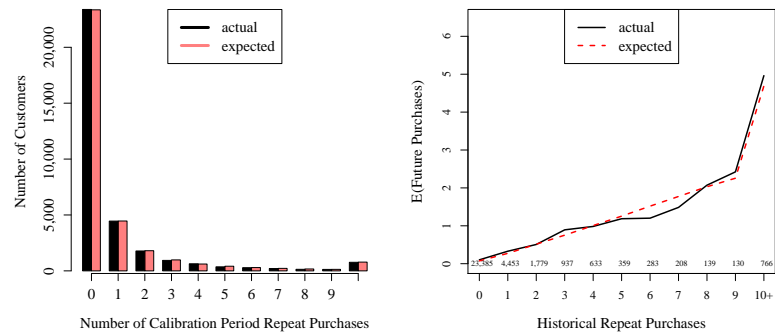 actual
expected
Number of Customers
0
5,000
10,000
15,000
20,000
0 1 2 3 4 5 6 7 8 9
Number of Calibration Period Repeat Purchases
actual
expected
E(Future Purchases)
0
1
2
3
4
5
6
23,385 4,453 1,779 937 633 359 283 208 139 130 766
0 1 2 3 4 5 6 7 8 9 10+
Historical Repeat Purchases